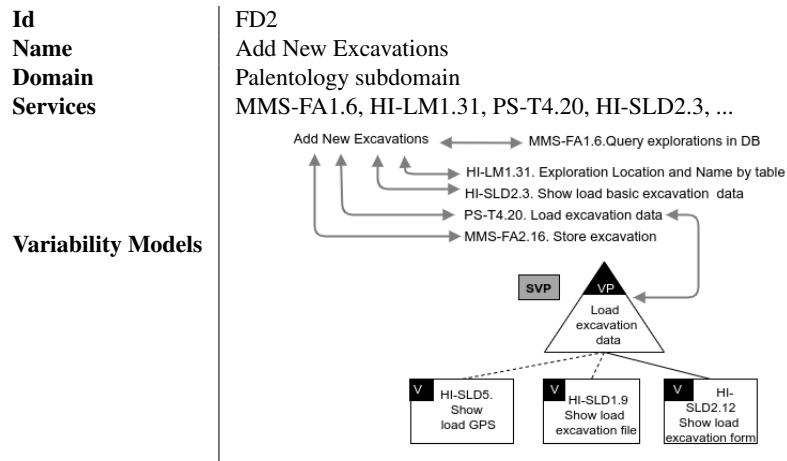 Id FD2
Name Add New Excavations
Domain Palentology subdomain
Services MMS-FA1.6, HI-LM1.31, PS-T4.20, HI-SLD2.3, ...
Add New Excavations MMS-FA1.6.Query explorations in DB
HI-LM1.31. Exploration Location and Name by table
HI-SLD2.3. Show load basic excavation data
PS-T4.20. Load excavation data
MMS-FA2.16. Store excavation
Variability Models
SVP
VP
Load
excavation
data
V
HI-SLD5.
Show
load GPS
V
HI-SLD1.9
Show load
excavation file
V
HI-
SLD2.12
Show load
excavation form